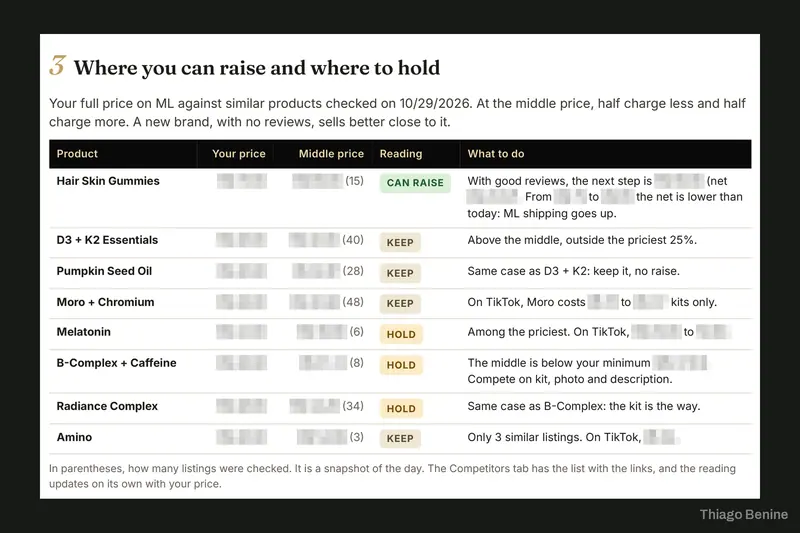 3 Where you can raise and where to hold
Your full price on ML against similar products checked on 10/29/2026. At the middle price, half charge less and half
charge more. A new brand, with no reviews, sells better close to it.
Product Your price Middle price Reading What to do
Hair Skin Gummies (15) CAN RAISE With good reviews, the next step is (net
From to the net is lower than
today: ML shipping goes up.
D3 + K2 Essentials (40) KEEP Above the middle, outside the priciest 25%.
Pumpkin Seed Oil (28) KEEP Same case as D3 + K2: keep it, no raise.
Moro + Chromium (48) KEEP On TikTok, Moro costs to kits only.
Melatonin (6) HOLD Among the priciest. On TikTok, to
B-Complex + Caffeine (8) HOLD The middle is below your minimum
Compete on kit, photo and description.
Radiance Complex (34) HOLD Same case as B-Complex: the kit is the way.
Amino (3) KEEP Only 3 similar listings. On TikTok,
In parentheses, how many listings were checked. It is a snapshot of the day. The Competitors tab has the list with the links, and the reading
updates on its own with your price.
Thiago Benine